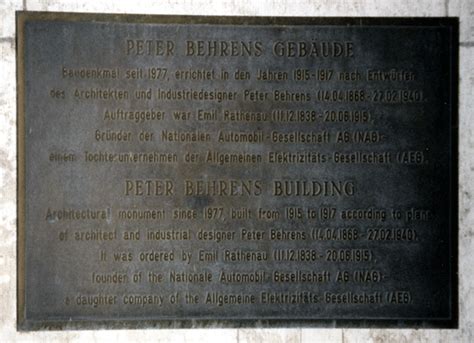 PETER BEHRENS GEBÄUDE
Baudenkmal seit 1977, errichtet in den Jahren 1915-1917 nach Entwürfen
des Architekten und Industriedesigner Peter Behrens (14.04.1868-27.02.1940).
Auftraggeber war Emil Rathenau (11.12.1838-20.06.1915),
Gründer der Nationalen Automobil-Gesellschaft AG (NAG)-
einem Tochterunternehmen der Allgemeinen Elektrizitäts-Gesellschaft (AEG).
PETER BEHRENS BUILDING
Architectural monument since 1977, built from 1915 to 1917 according to plans
of architect and industrial designer Peter Behrens (14.04.1868-27.02.1940).
It was ordered by Emil Rathenau (11.12.1838-20.06.1915),
founder of the Nationale Automobil-Gesellschaft AG (NAG)-
a daughter company of the Allgemeine Elektrizitäts-Gesellschaft (AEG).